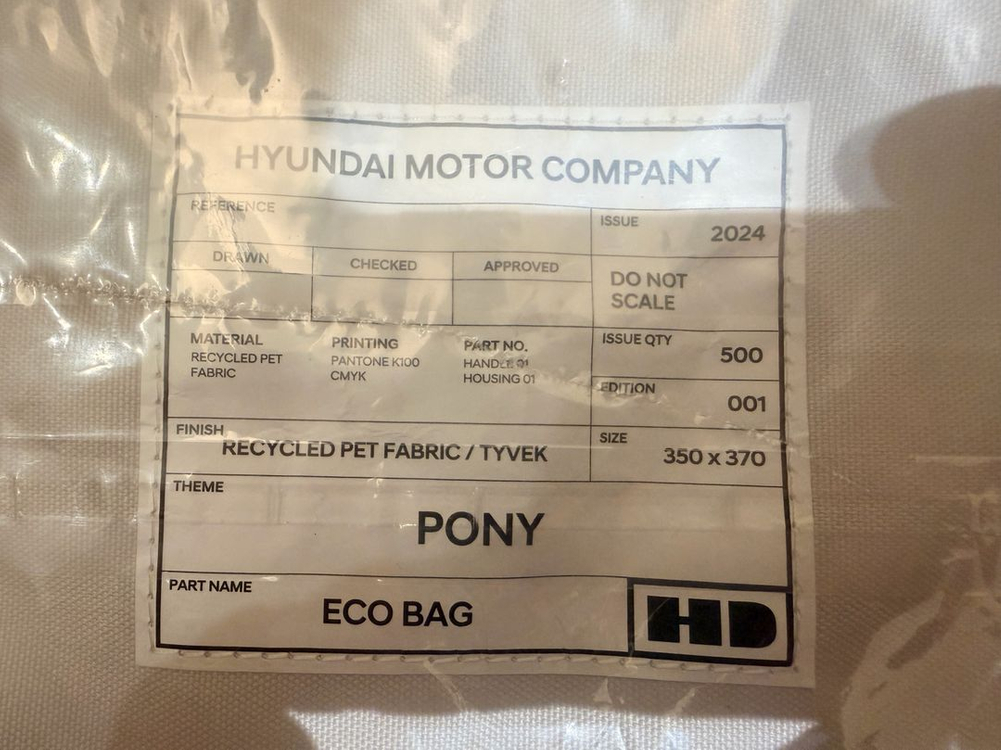 HYUNDAI MOTOR COMPANY
REFERENCE
ISSUE
2024
DRAWN
CHECKED
APPROVED
DO NOT
SCALE
MATERIAL
RECYCLED PET
FABRIC
PRINTING
PANTONE K100
CMYK
PART NO.
HANDLE 01
HOUSING 01
ISSUE QTY
500
EDITION
001
FINISH
RECYCLED PET FABRIC / TYVEK
SIZE
350 x 370
THEME
PONY
PART NAME
ECO BAG
HD